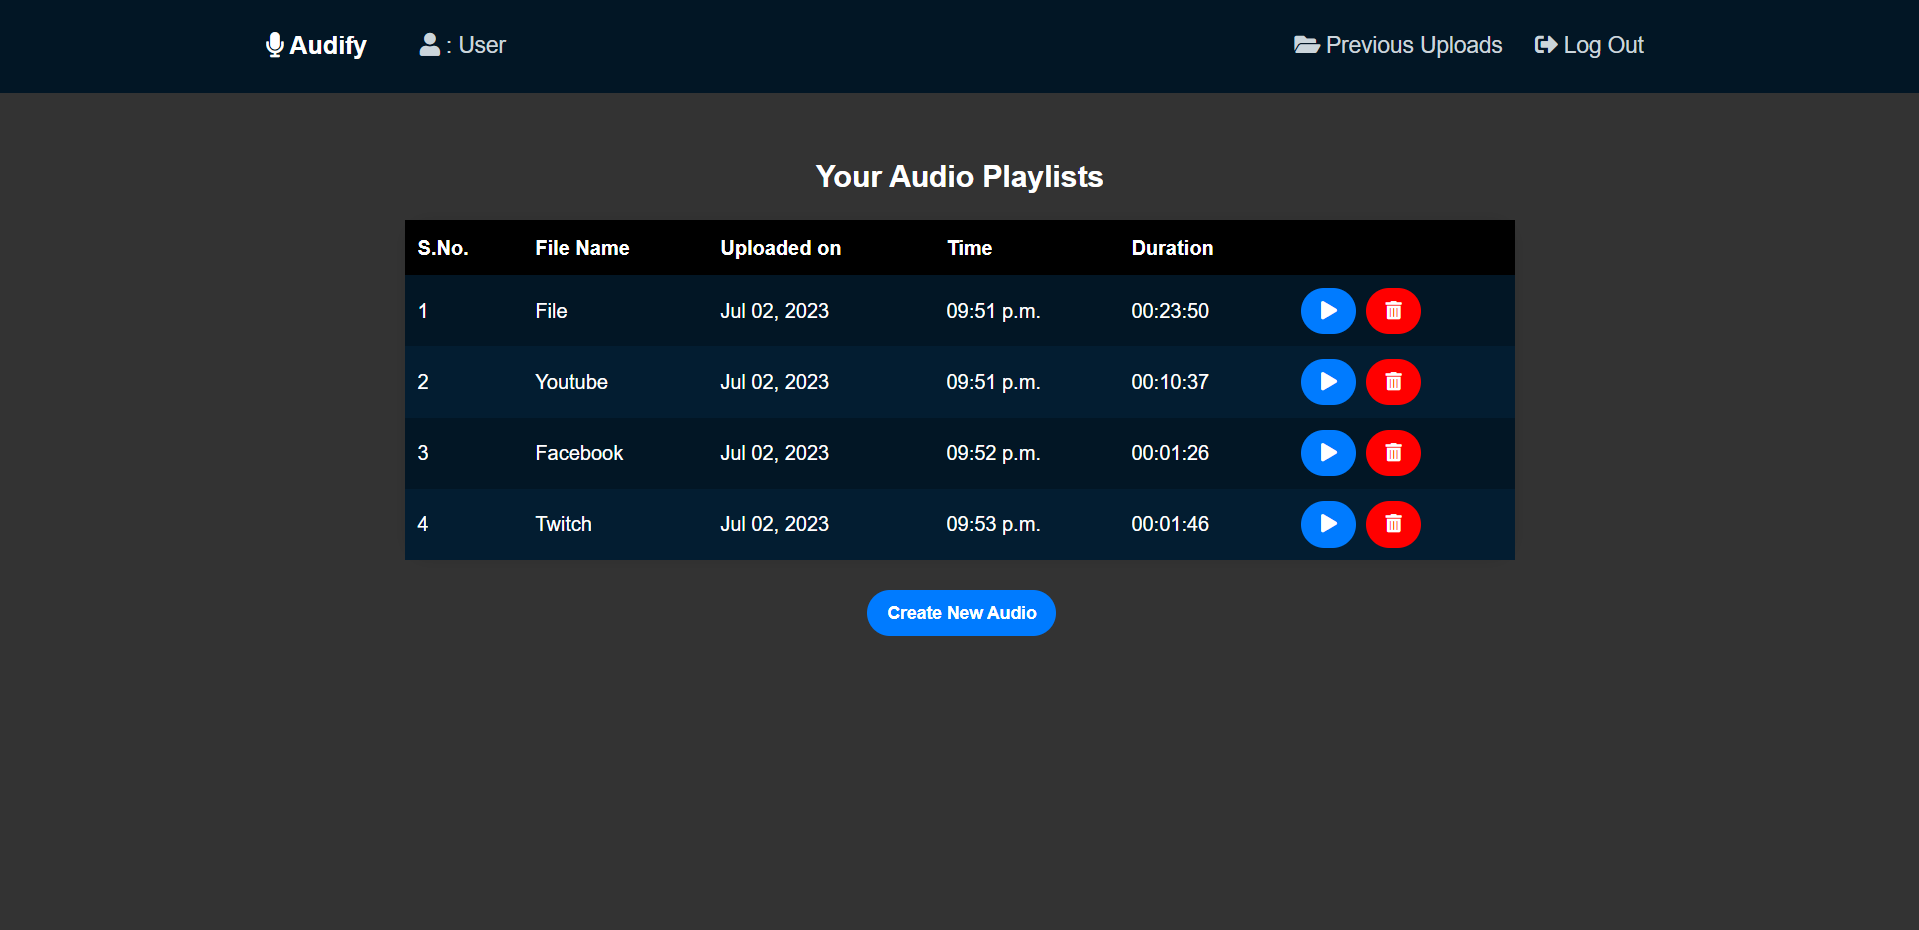 Audify : User Previous Uploads Log Out
Your Audio Playlists
S.No. File Name Uploaded on Time Duration
1 File Jul 02, 2023 09:51 p.m. 00:23:50
2 Youtube Jul 02, 2023 09:51 p.m. 00:10:37
3 Facebook Jul 02, 2023 09:52 p.m. 00:01:26
4 Twitch Jul 02, 2023 09:53 p.m. 00:01:46
Create New Audio